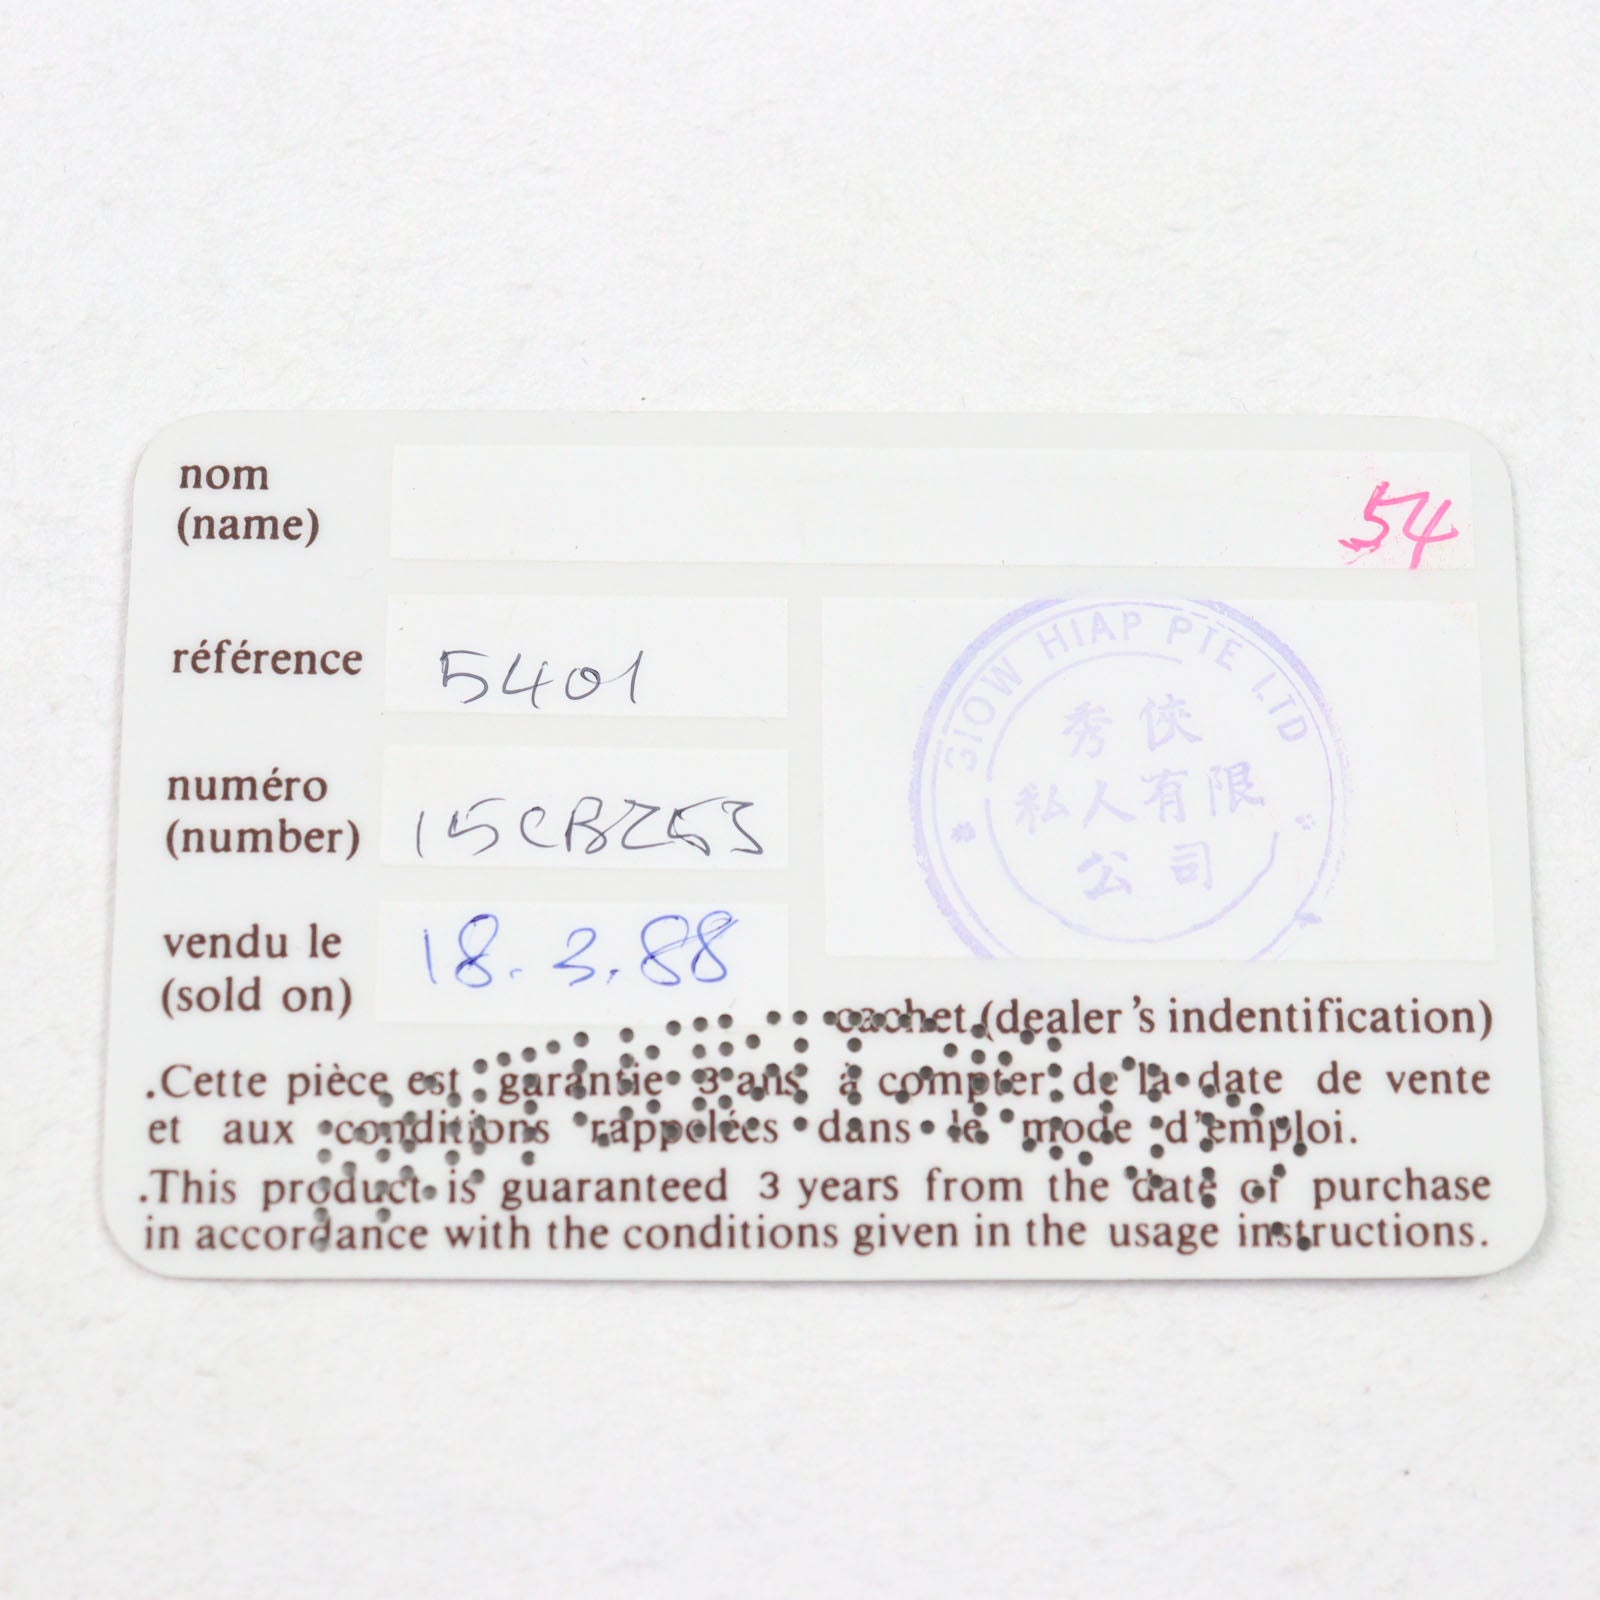 nom
(name)
54
référence
5401
numéro
(number)
15CBZ53
vendu le
(sold on)
18.3.88
SIOW HIAP PTE LTD
秀俠
私人有限
公司
cachet (dealer's indentification)
.Cette pièce est garantie 3 ans à compter de la date de vente
et aux conditions rappelées dans le mode d'emploi.
.This product is guaranteed 3 years from the date of purchase
in accordance with the conditions given in the usage instructions.